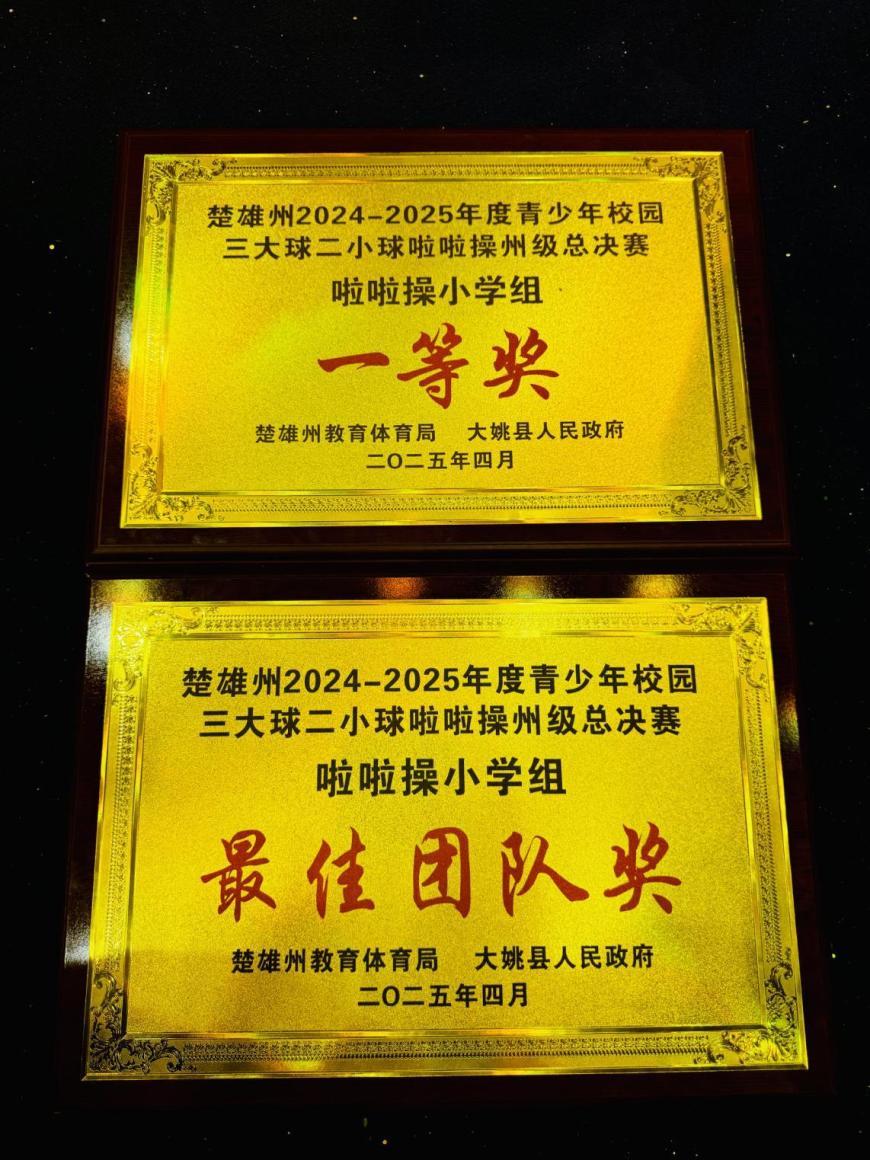 楚雄州2024-2025年度青少年校园
三大球二小球啦啦操州级总决赛
啦啦操小学组
一等奖
楚雄州教育体育局 大姚县人民政府
二〇二五年四月
楚雄州2024-2025年度青少年校园
三大球二小球啦啦操州级总决赛
啦啦操小学组
最佳团队奖
楚雄州教育体育局 大姚县人民政府
二〇二五年四月